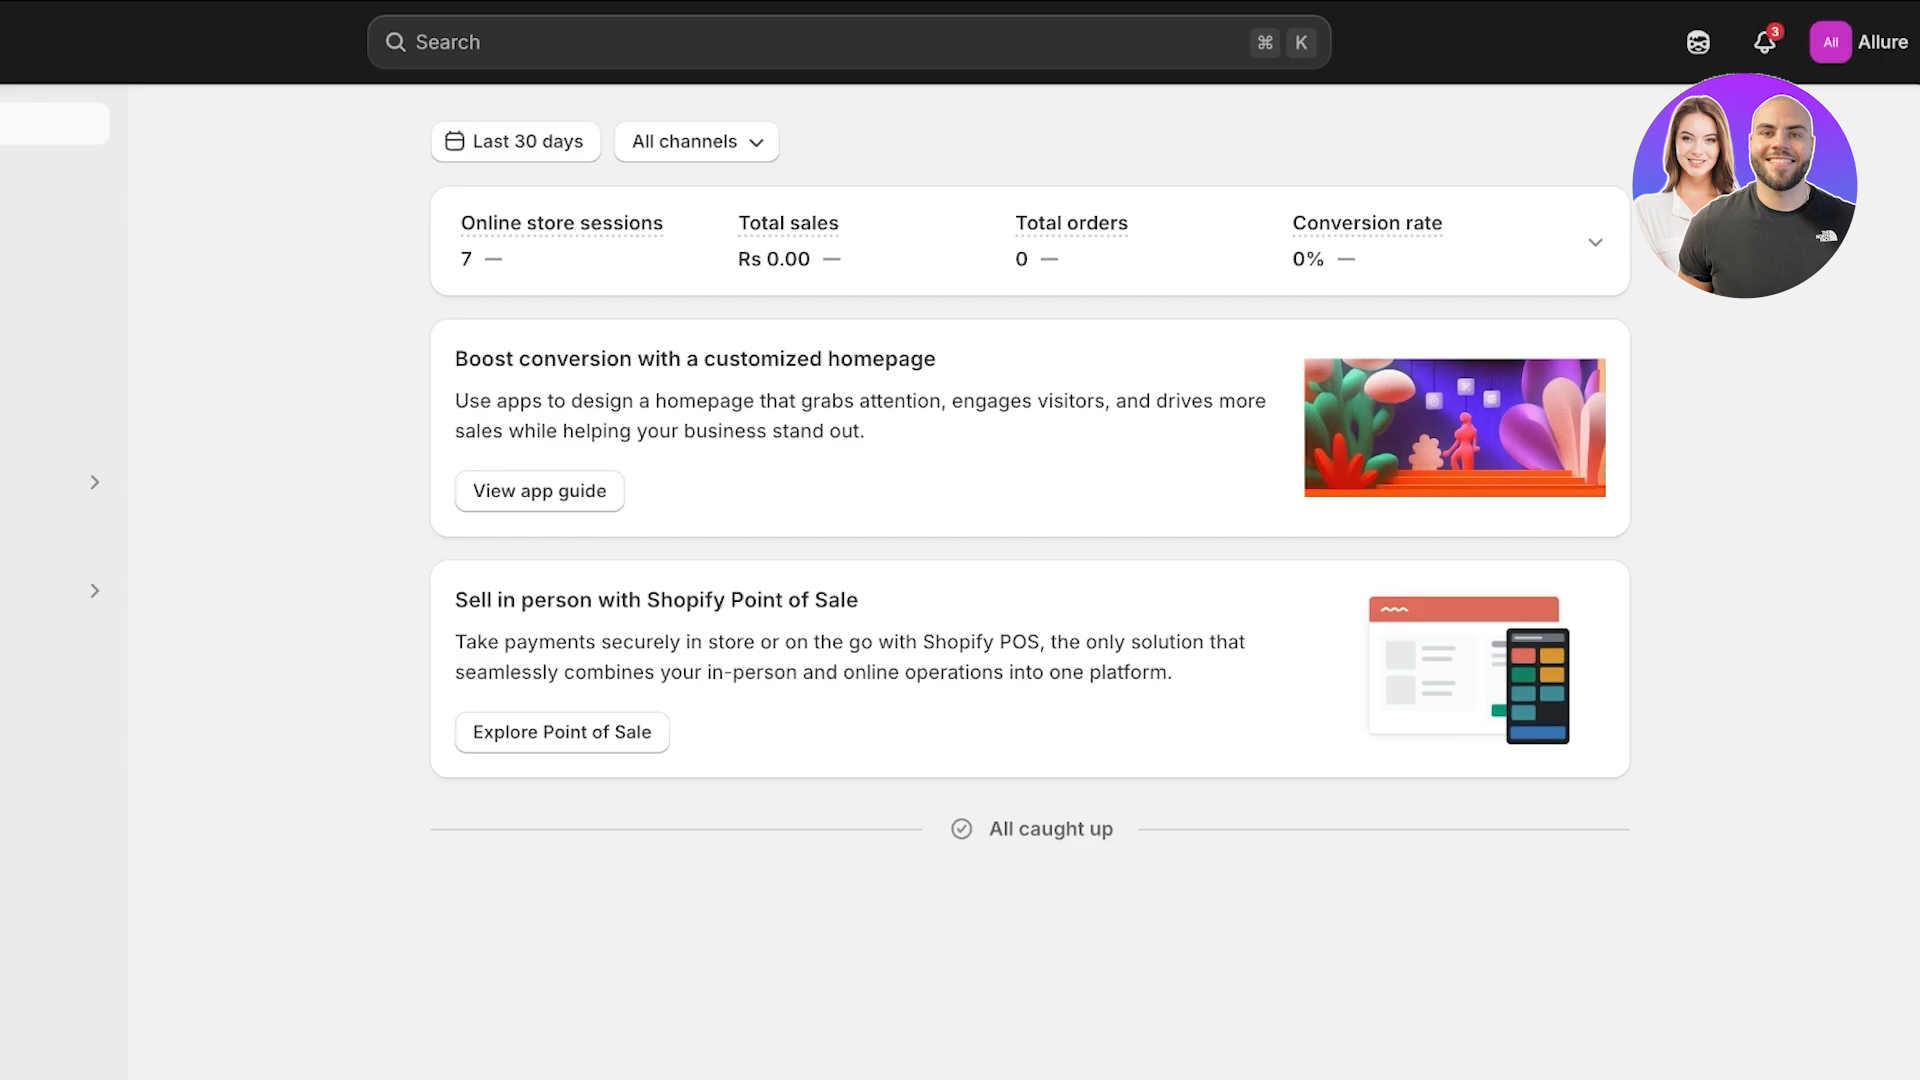 Search
⌘ K
3
All
Allure
Last 30 days
All channels
Online store sessions
7 —
Total sales
Rs 0.00 —
Total orders
0 —
Conversion rate
0% —
Boost conversion with a customized homepage
Use apps to design a homepage that grabs attention, engages visitors, and drives more
sales while helping your business stand out.
View app guide
Sell in person with Shopify Point of Sale
Take payments securely in store or on the go with Shopify POS, the only solution that
seamlessly combines your in-person and online operations into one platform.
Explore Point of Sale
All caught up